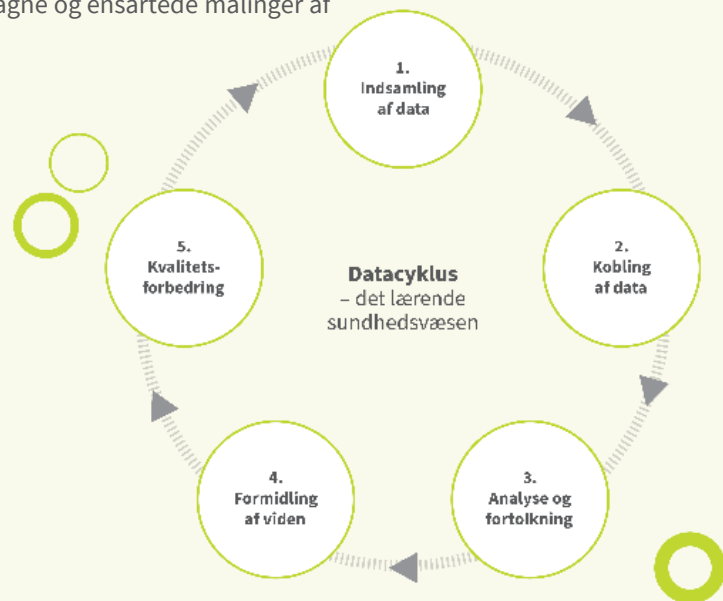 agne og ensartede målinger af
1.
Indsamling
af data
2.
Kobling
af data
3.
Analyse og
fortolkning
4.
Formidling
af viden
5.
Kvalitets-
forbedring
Datacyklus
– det lærende
sundhedsvæsen